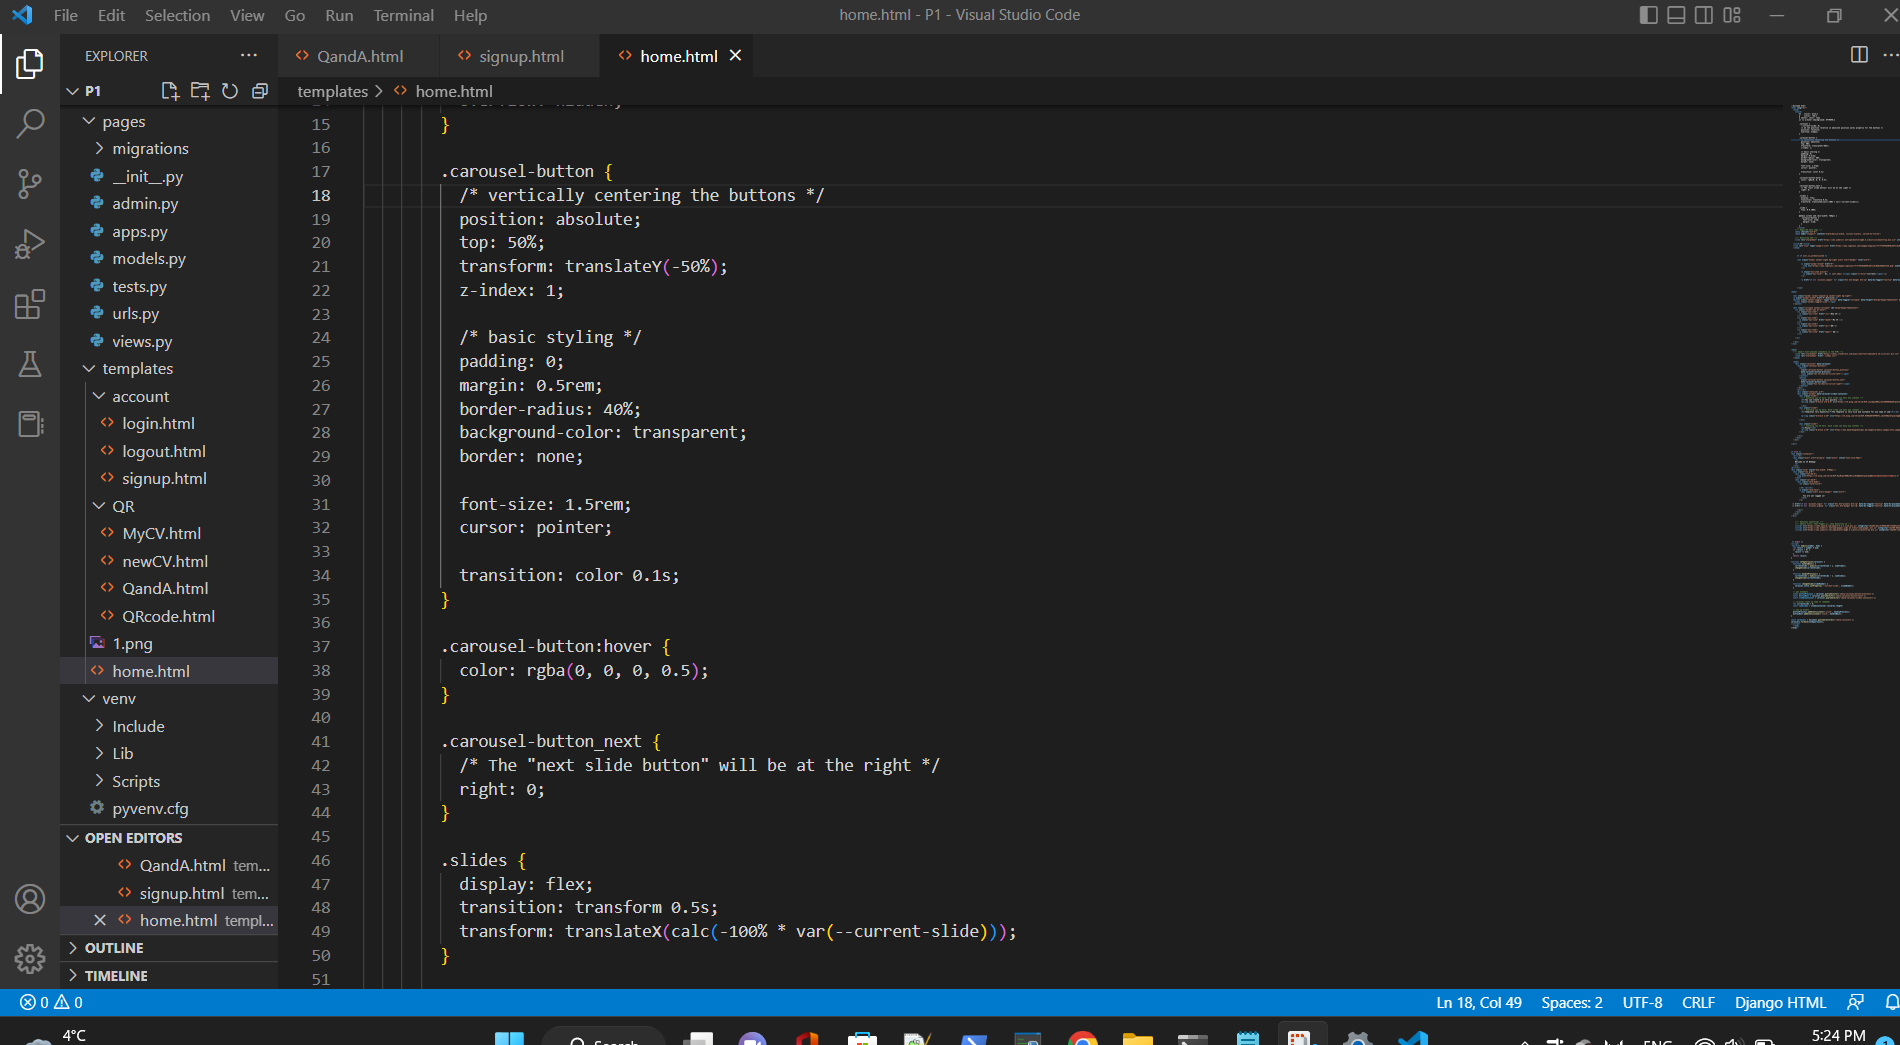 File Edit Selection View Go Run Terminal Help
home.html - P1 - Visual Studio Code
EXPLORER
QandA.html
signup.html
home.html
P1
templates > home.html
pages
migrations
__init__.py
admin.py
apps.py
models.py
tests.py
urls.py
views.py
templates
account
login.html
logout.html
signup.html
QR
MyCV.html
newCV.html
QandA.html
QRcode.html
1.png
home.html
venv
Include
Lib
Scripts
pyvenv.cfg
OPEN EDITORS
QandA.html tem...
signup.html tem...
home.html templ...
OUTLINE
TIMELINE
15 }
16
17 .carousel-button {
18 /* vertically centering the buttons */
19 position: absolute;
20 top: 50%;
21 transform: translateY(-50%);
22 z-index: 1;
23
24 /* basic styling */
25 padding: 0;
26 margin: 0.5rem;
27 border-radius: 40%;
28 background-color: transparent;
29 border: none;
30
31 font-size: 1.5rem;
32 cursor: pointer;
33
34 transition: color 0.1s;
35 }
36
37 .carousel-button:hover {
38 color: rgba(0, 0, 0, 0.5);
39 }
40
41 .carousel-button_next {
42 /* The "next slide button" will be at the right */
43 right: 0;
44 }
45
46 .slides {
47 display: flex;
48 transition: transform 0.5s;
49 transform: translateX(calc(-100% * var(--current-slide)));
50 }
51
0 0
Ln 18, Col 49 Spaces: 2 UTF-8 CRLF Django HTML
4°C
Search
ENG
5:24 PM